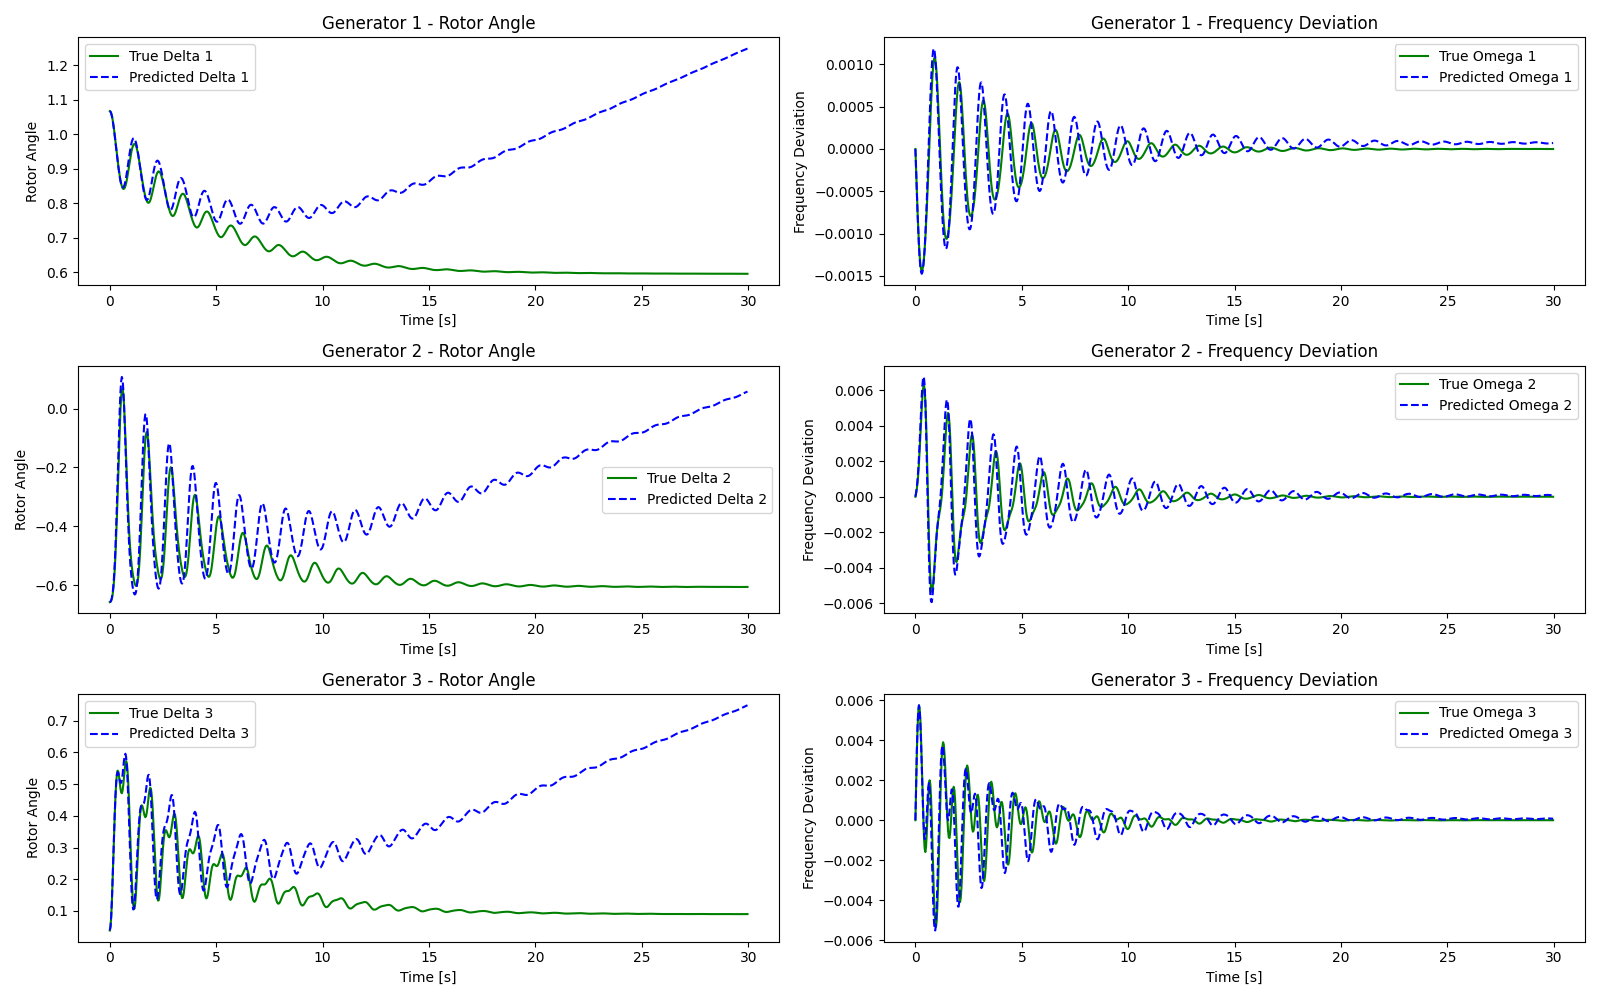 Generator 1 - Rotor Angle
True Delta 1
Predicted Delta 1
Rotor Angle
1.2
1.1
1.0
0.9
0.8
0.7
0.6
0 5 10 15 20 25 30
Time [s]
Generator 1 - Frequency Deviation
True Omega 1
Predicted Omega 1
Frequency Deviation
0.0010
0.0005
0.0000
−0.0005
−0.0010
−0.0015
0 5 10 15 20 25 30
Time [s]
Generator 2 - Rotor Angle
True Delta 2
Predicted Delta 2
Rotor Angle
0.0
−0.2
−0.4
−0.6
0 5 10 15 20 25 30
Time [s]
Generator 2 - Frequency Deviation
True Omega 2
Predicted Omega 2
Frequency Deviation
0.006
0.004
0.002
0.000
−0.002
−0.004
−0.006
0 5 10 15 20 25 30
Time [s]
Generator 3 - Rotor Angle
True Delta 3
Predicted Delta 3
Rotor Angle
0.7
0.6
0.5
0.4
0.3
0.2
0.1
0 5 10 15 20 25 30
Time [s]
Generator 3 - Frequency Deviation
True Omega 3
Predicted Omega 3
Frequency Deviation
0.006
0.004
0.002
0.000
−0.002
−0.004
−0.006
0 5 10 15 20 25 30
Time [s]